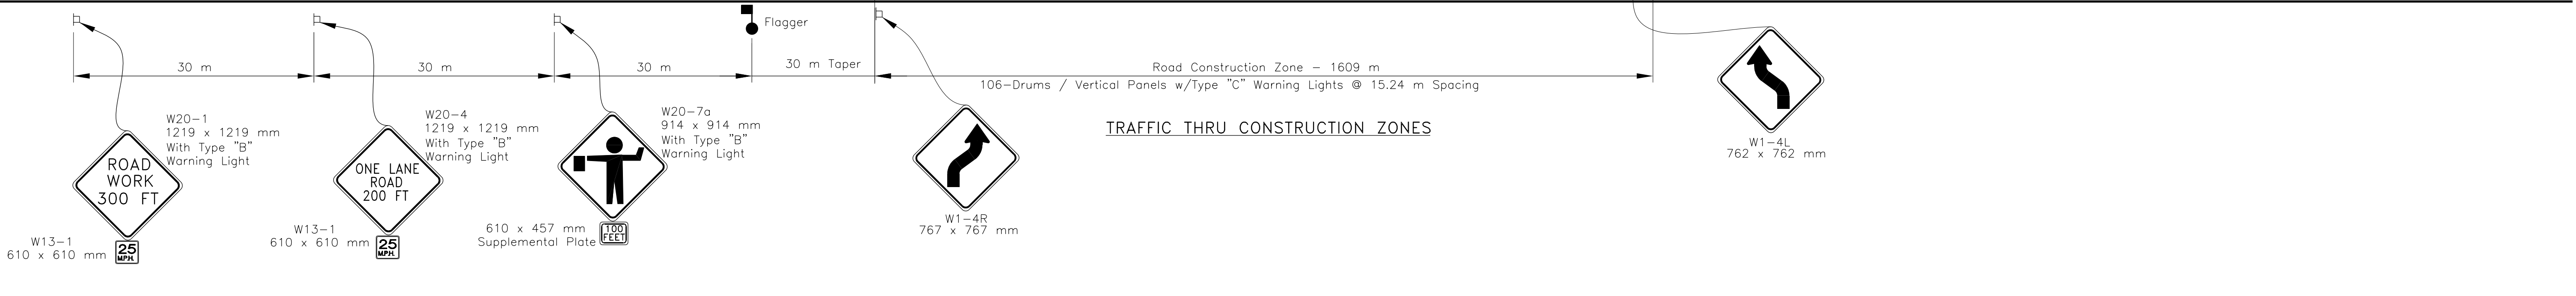 Flagger
30 m
30 m
30 m
30 m Taper
Road Construction Zone - 1609 m
106-Drums / Vertical Panels w/Type "C" Warning Lights @ 15.24 m Spacing
TRAFFIC THRU CONSTRUCTION ZONES
W20-1
1219 x 1219 mm
With Type "B"
Warning Light
ROAD
WORK
300 FT
W13-1
610 x 610 mm
25
M.P.H.
W20-4
1219 x 1219 mm
With Type "B"
Warning Light
ONE LANE
ROAD
200 FT
W13-1
610 x 610 mm
25
M.P.H.
W20-7a
914 x 914 mm
With Type "B"
Warning Light
610 x 457 mm
Supplemental Plate
100
FEET
W1-4R
767 x 767 mm
W1-4L
762 x 762 mm